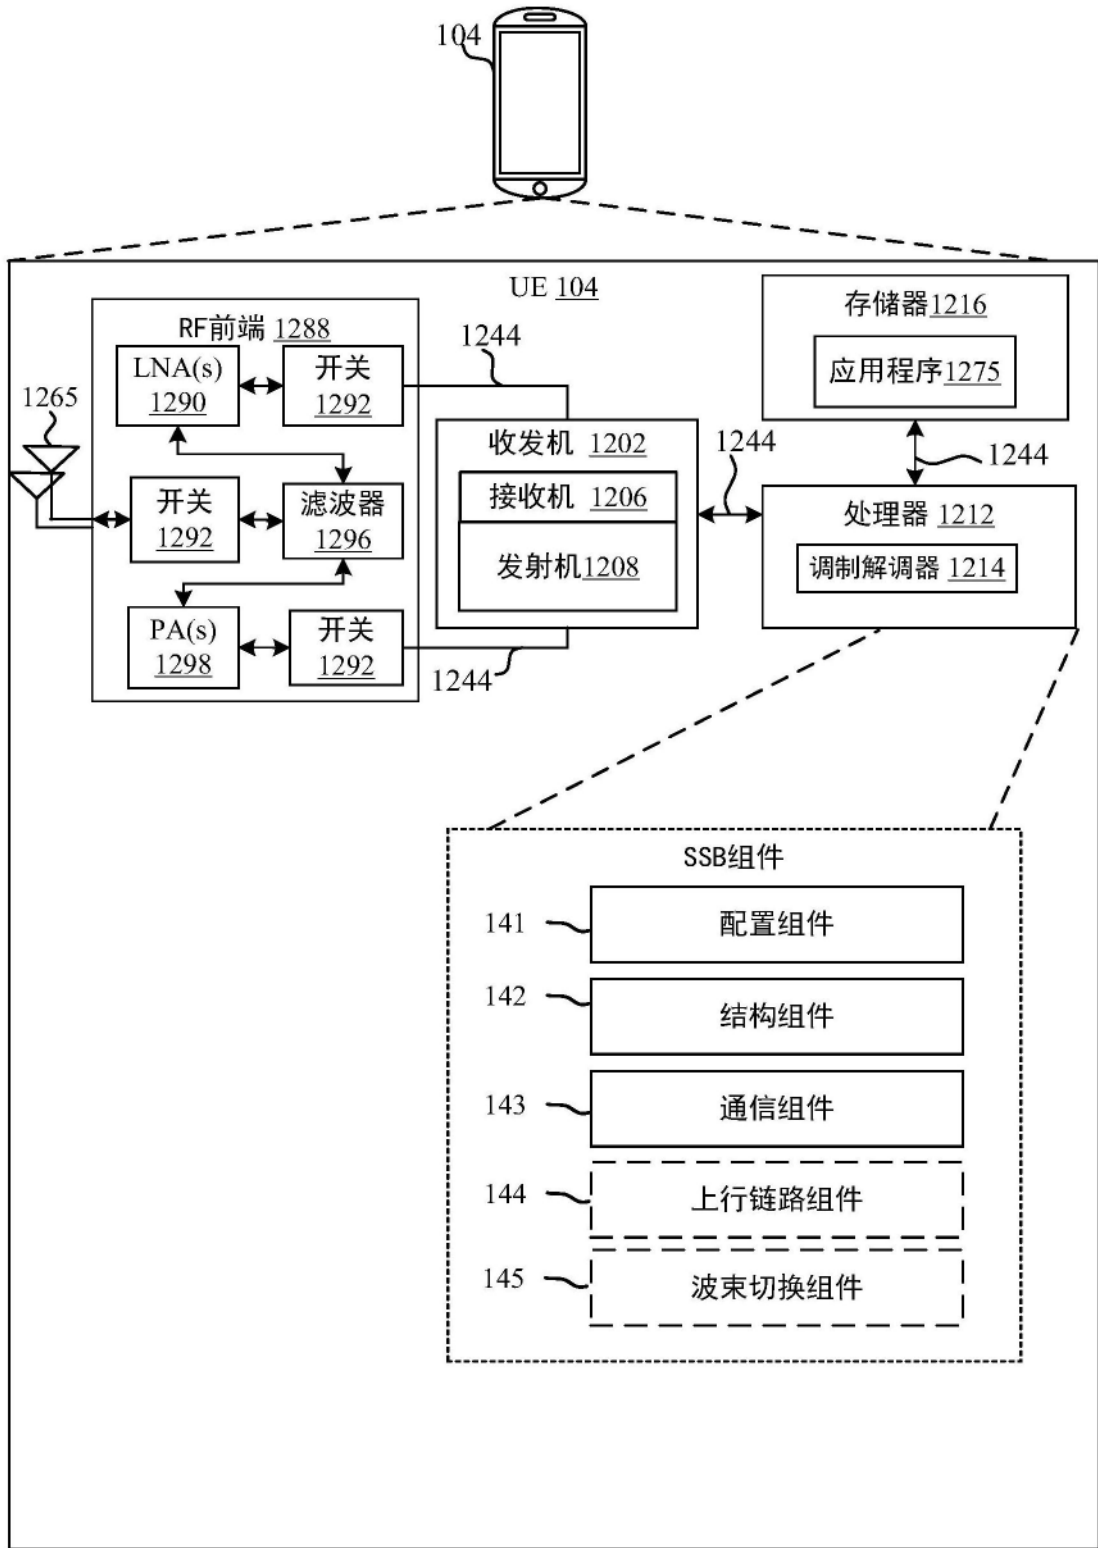 104
UE 104
RF前端 1288
LNA(s)
1290
开关
1292
1244
1265
开关
1292
滤波器
1296
PA(s)
1298
开关
1292
1244
收发机 1202
接收机 1206
发射机1208
1244
存储器1216
应用程序1275
1244
处理器 1212
调制解调器 1214
SSB组件
141
配置组件
142
结构组件
143
通信组件
144
上行链路组件
145
波束切换组件